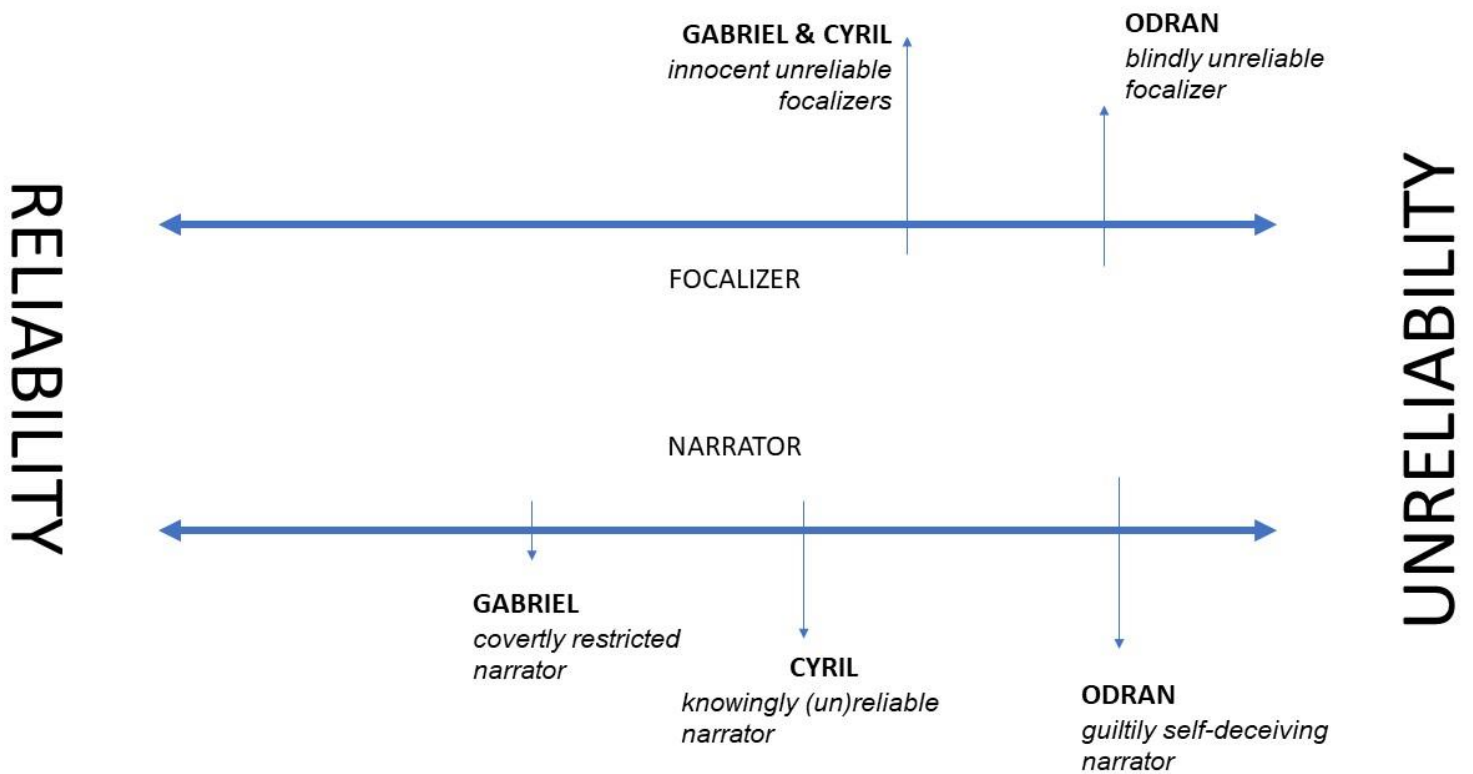 GABRIEL & CYRIL
innocent unreliable
focalizers
ODRAN
blindly unreliable
focalizer
RELIABILITY
UNRELIABILITY
FOCALIZER
NARRATOR
GABRIEL
covertly restricted
narrator
CYRIL
knowingly (un)reliable
narrator
ODRAN
guiltily self-deceiving
narrator